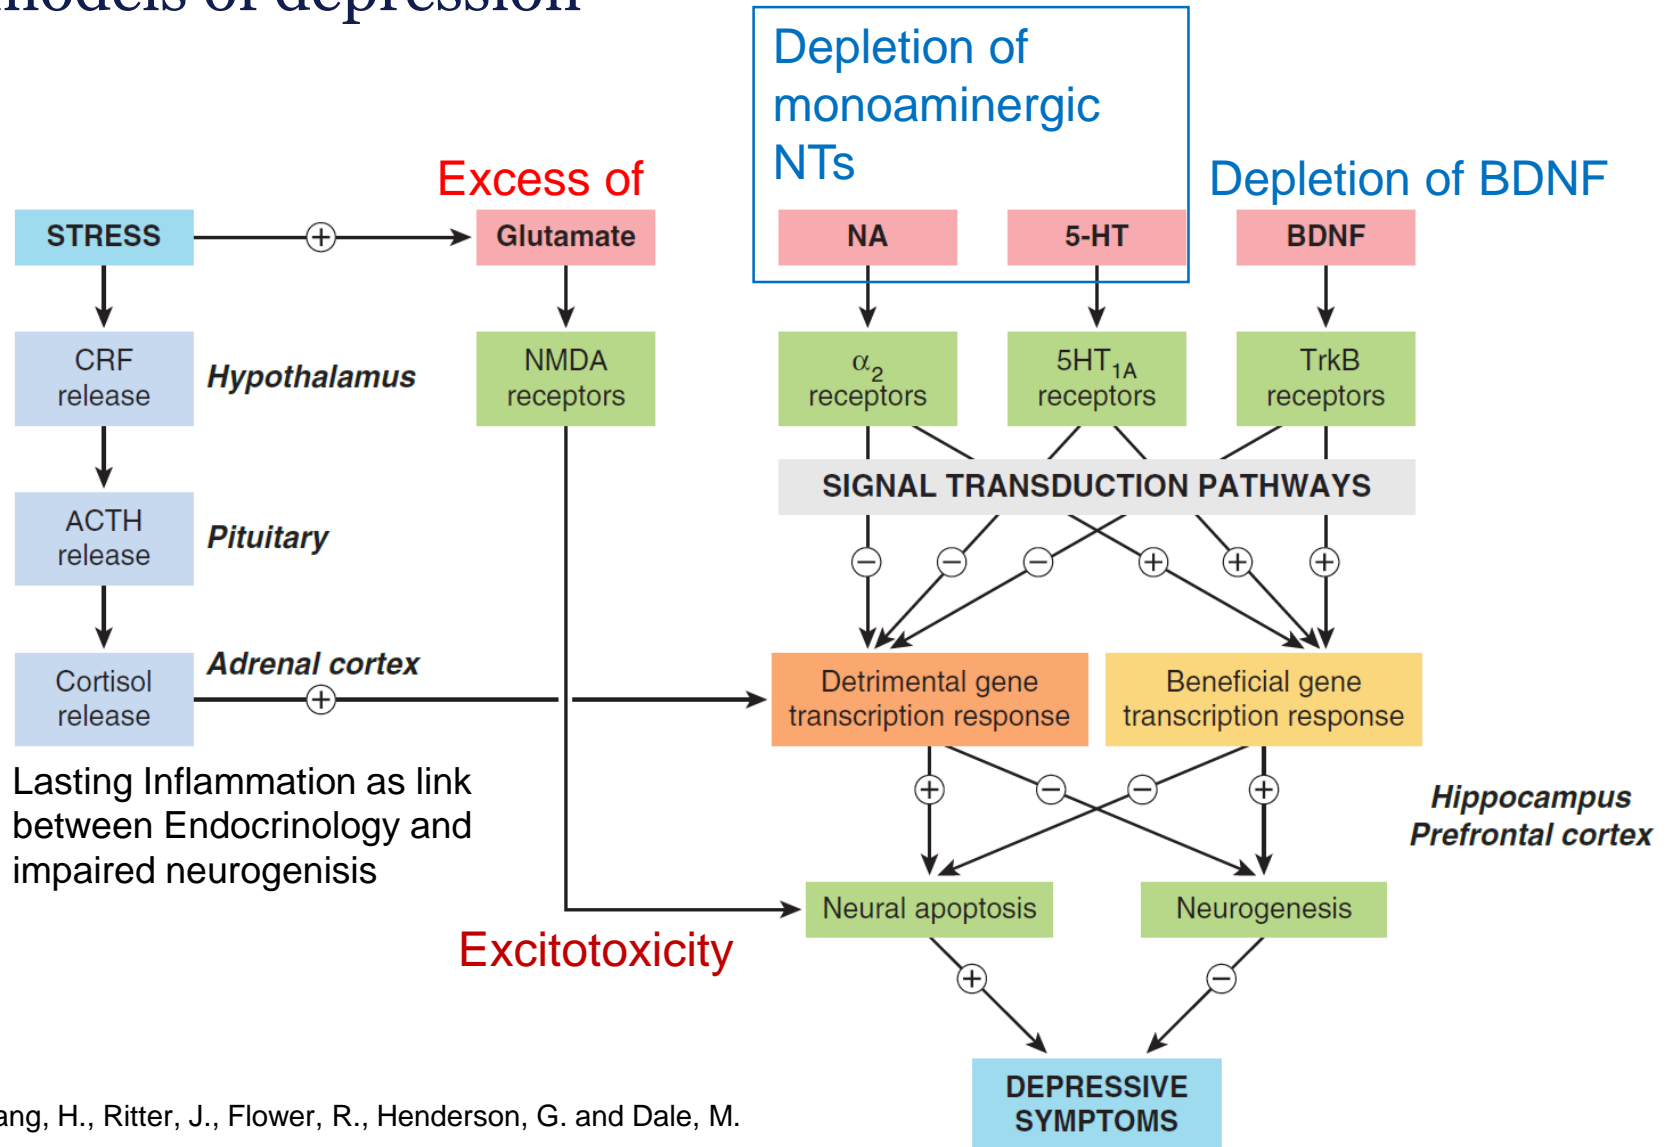 models of depression
Depletion of
monoaminergic
NTs
Excess of
Depletion of BDNF
STRESS
Glutamate
NA
5-HT
BDNF
CRF
release
Hypothalamus
NMDA
receptors
α2
receptors
5HT1A
receptors
TrkB
receptors
SIGNAL TRANSDUCTION PATHWAYS
ACTH
release
Pituitary
Cortisol
release
Adrenal cortex
Detrimental gene
transcription response
Beneficial gene
transcription response
Lasting Inflammation as link
between Endocrinology and
impaired neurogenisis
Hippocampus
Prefrontal cortex
Neural apoptosis
Neurogenesis
Excitotoxicity
DEPRESSIVE
SYMPTOMS
ang, H., Ritter, J., Flower, R., Henderson, G. and Dale, M.